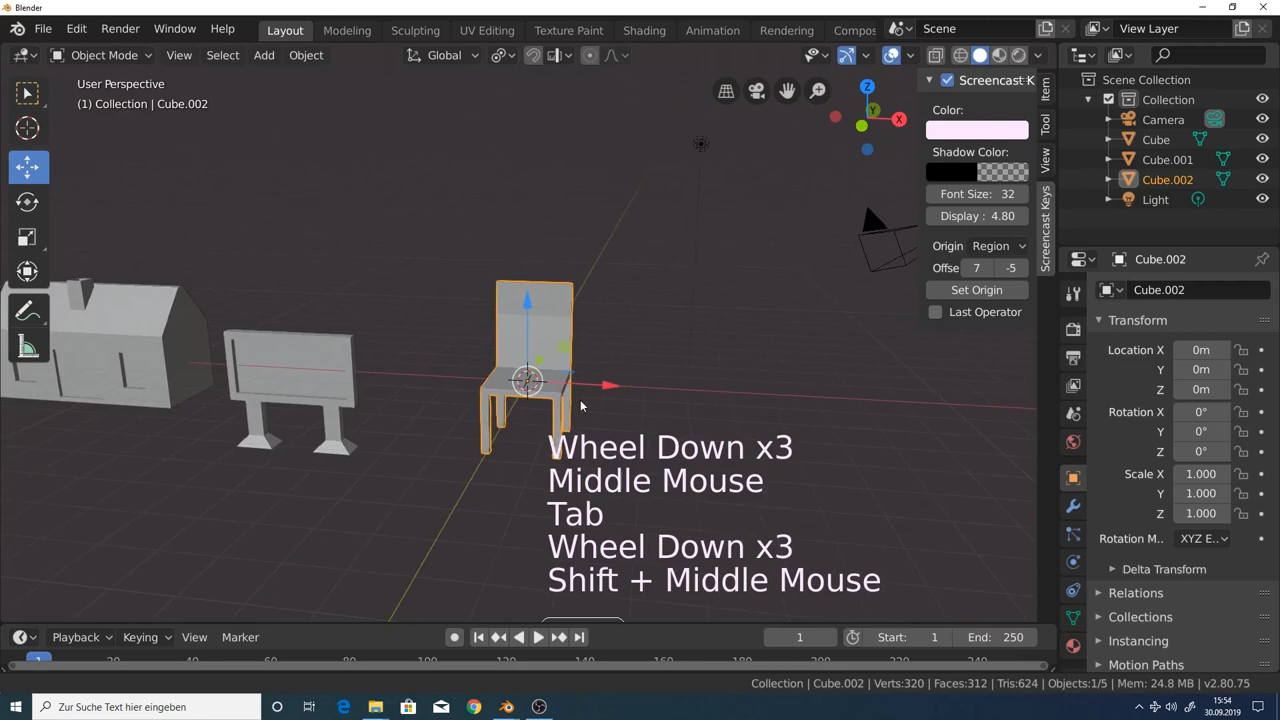 Blender
File Edit Render Window Help Layout Modeling Sculpting UV Editing Texture Paint Shading Animation Rendering Compos Scene View Layer
Object Mode View Select Add Object Global
User Perspective
(1) Collection | Cube.002
Z
Y
X
Screencast K
Color:
Shadow Color:
Font Size: 32
Display : 4.80
Origin Region
Offse 7 -5
Set Origin
Last Operator
Item
Tool
View
Screencast Keys
Scene Collection
Collection
Camera
Cube
Cube.001
Cube.002
Light
Cube.002
Cube.002
Transform
Location X 0m
Y 0m
Z 0m
Rotation X 0°
Y 0°
Z 0°
Scale X 1.000
Y 1.000
Z 1.000
Rotation M.. XYZ E..
Delta Transform
Relations
Collections
Instancing
Motion Paths
Wheel Down x3
Middle Mouse
Tab
Wheel Down x3
Shift + Middle Mouse
Playback Keying View Marker 1 Start: 1 End: 250
1 20 80 120 160 200 240
Collection | Cube.002 | Verts:320 | Faces:312 | Tris:624 | Objects:1/5 | Mem: 24.8 MB | v2.80.75
Zur Suche Text hier eingeben
15:54
30.09.2019